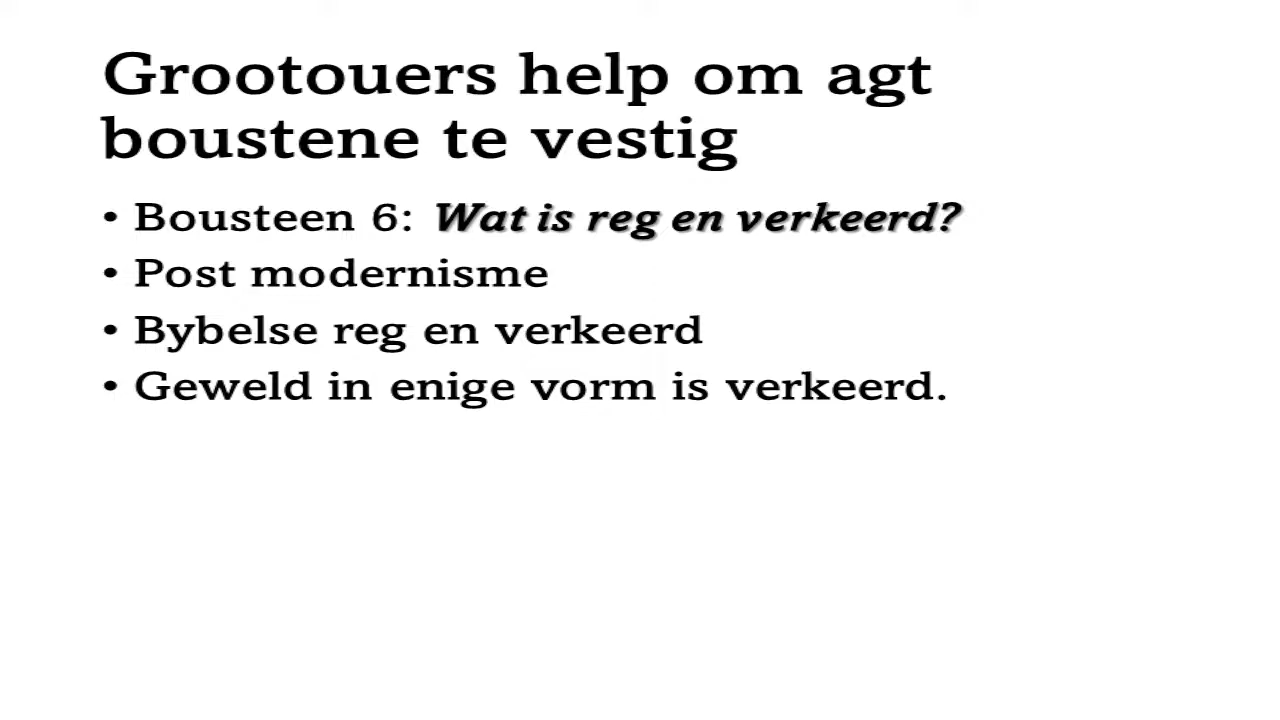 Grootouers help om agt
boustene te vestig
• Bousteen 6: Wat is reg en verkeerd?
• Post modernisme
• Bybelse reg en verkeerd
• Geweld in enige vorm is verkeerd.